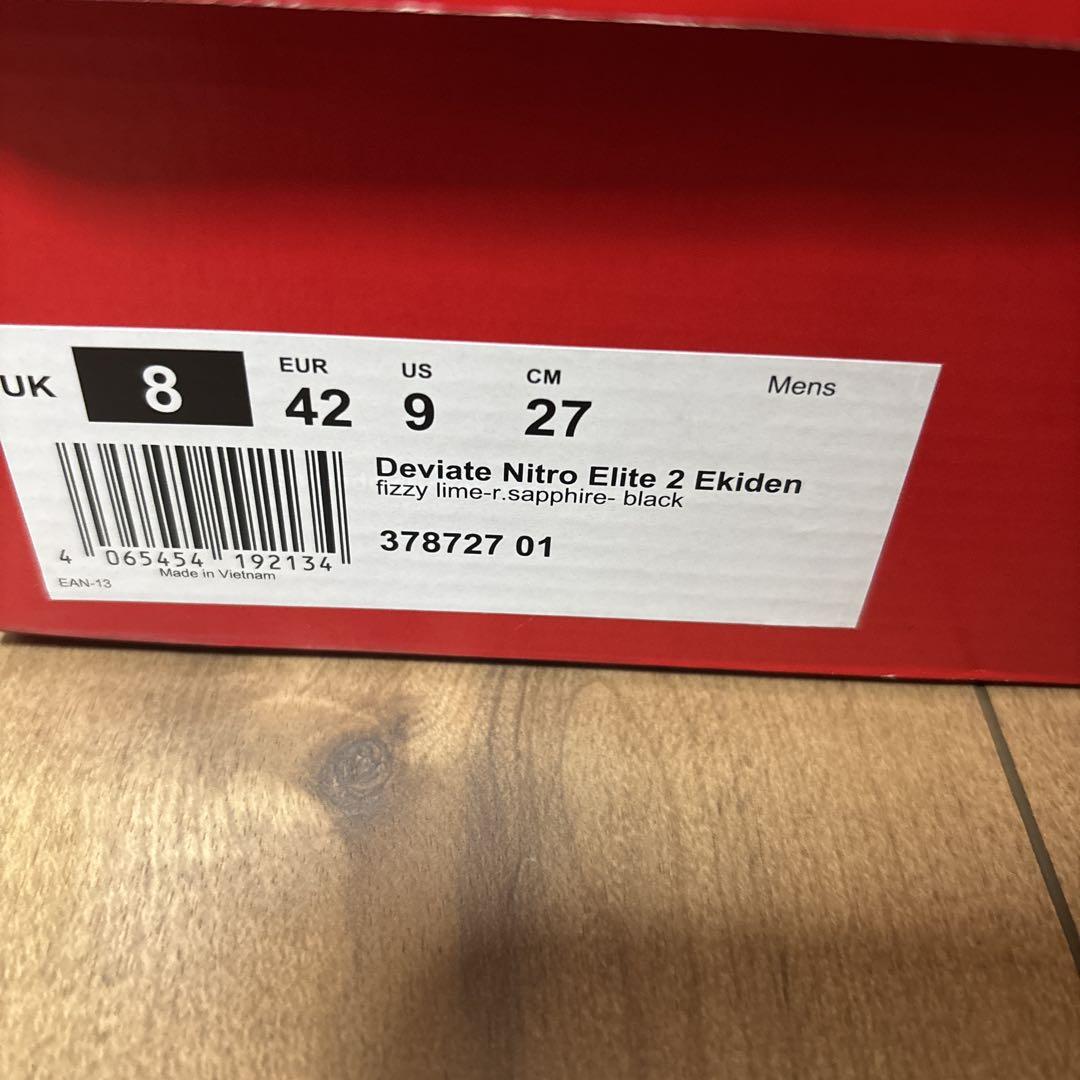 UK 8 EUR 42 US 9 CM 27 Mens
Deviate Nitro Elite 2 Ekiden
fizzy lime-r.sapphire- black
378727 01
4 065454 192134
Made in Vietnam
EAN-13